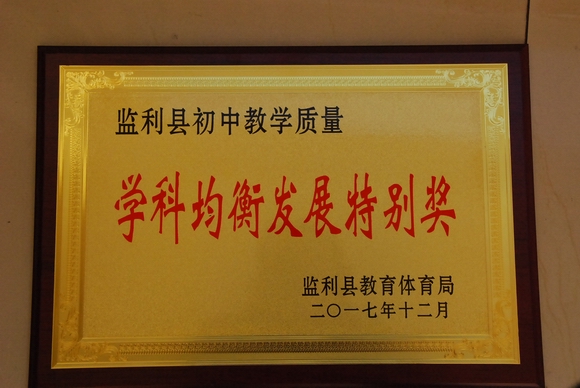 监利县初中教学质量
学科均衡发展特别奖
监利县教育体育局
二〇一七年十二月